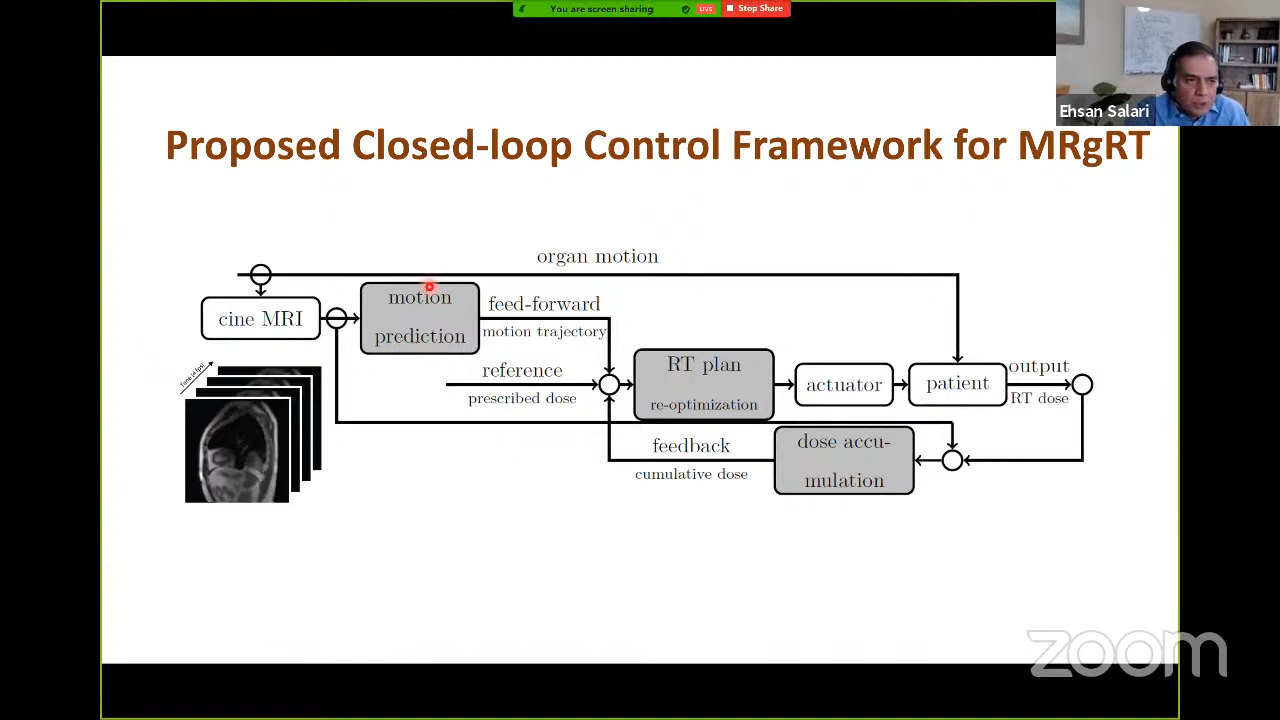 You are screen sharing
LIVE
Stop Share
Ehsan Salari
Proposed Closed-loop Control Framework for MRgRT
organ motion
cine MRI
motion
prediction
feed-forward
motion trajectory
reference
prescribed dose
RT plan
re-optimization
actuator
patient
output
RT dose
feedback
cumulative dose
dose accu-
mulation
zoom